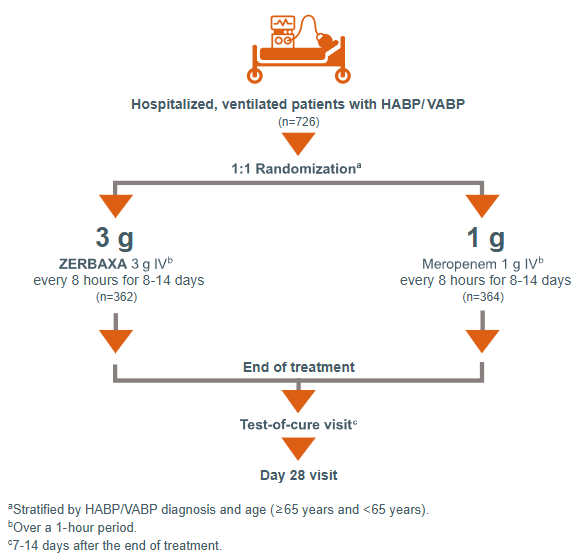 Hospitalized, ventilated patients with HABP/VABP
(n=726)
1:1 Randomizationᵃ
3 g
ZERBAXA 3 g IVᵇ
every 8 hours for 8-14 days
(n=362)
1 g
Meropenem 1 g IVᵇ
every 8 hours for 8-14 days
(n=364)
End of treatment
Test-of-cure visitᶜ
Day 28 visit
ᵃStratified by HABP/VABP diagnosis and age (≥65 years and <65 years).
ᵇOver a 1-hour period.
ᶜ7-14 days after the end of treatment.